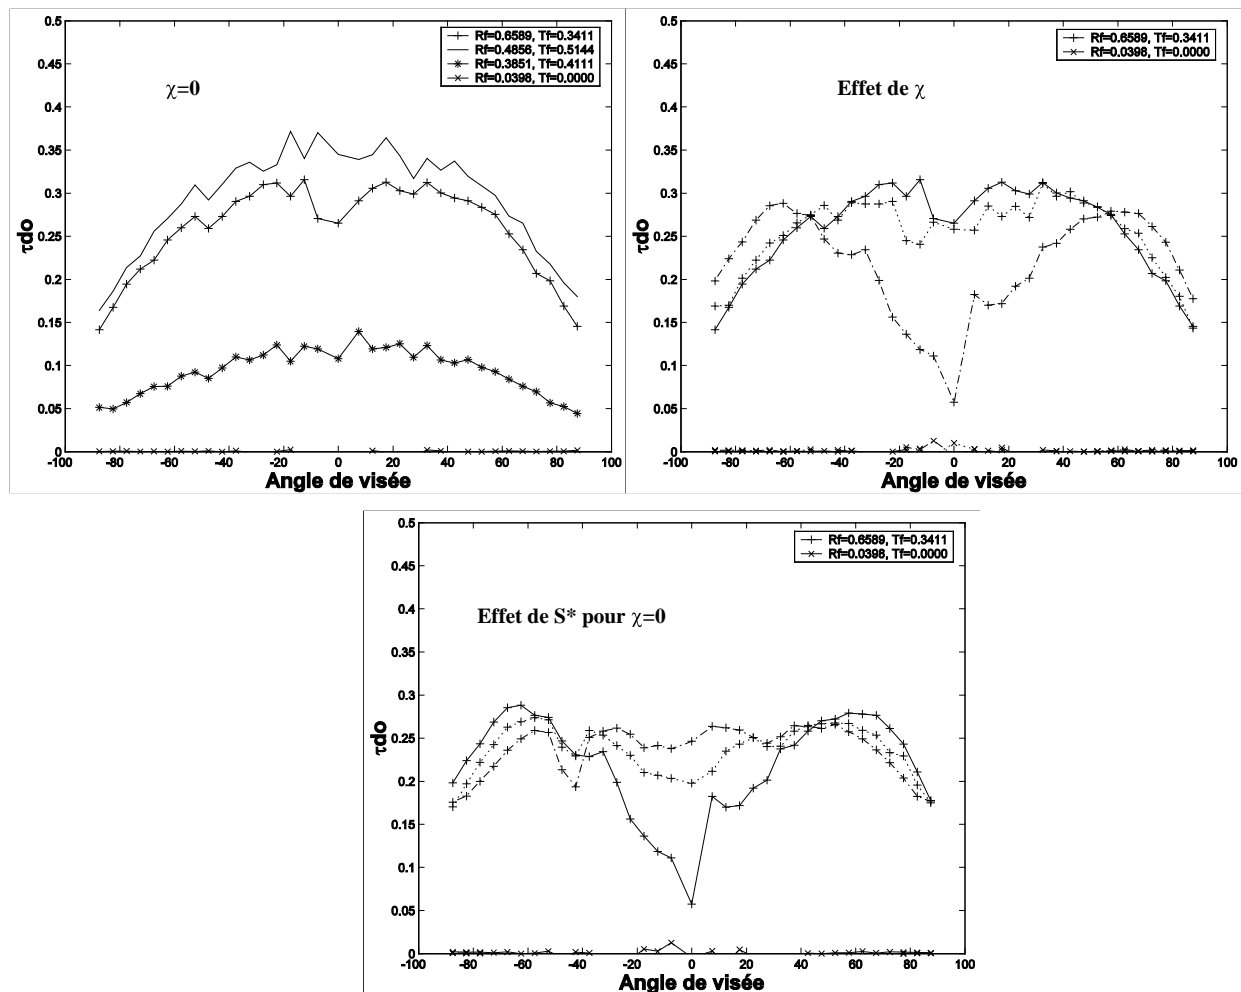 0.5
0.45
0.4
0.35
0.3
0.25
0.2
0.15
0.1
0.05
0
-100 -80 -60 -40 -20 0 20 40 60 80 100
τdo
Angle de visée
χ=0
Rf=0.6589, Tf=0.3411
Rf=0.4856, Tf=0.5144
Rf=0.3851, Tf=0.4111
Rf=0.0398, Tf=0.0000
0.5
0.45
0.4
0.35
0.3
0.25
0.2
0.15
0.1
0.05
0
-100 -80 -60 -40 -20 0 20 40 60 80 100
τdo
Angle de visée
Effet de χ
Rf=0.6589, Tf=0.3411
Rf=0.0398, Tf=0.0000
0.5
0.45
0.4
0.35
0.3
0.25
0.2
0.15
0.1
0.05
0
-100 -80 -60 -40 -20 0 20 40 60 80 100
τdo
Angle de visée
Effet de S* pour χ=0
Rf=0.6589, Tf=0.3411
Rf=0.0398, Tf=0.0000